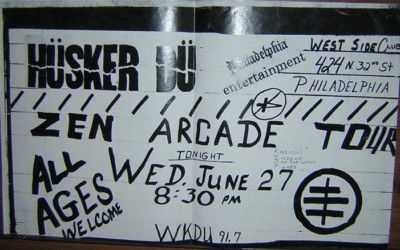 HÜSKER DÜ
Philadelphia
entertainment
WEST SIDE CLUB
424 N. 32ND ST
PHILADELPHIA
ZEN ARCADE TOUR
TONIGHT
ALL
AGES
WELCOME
WED. JUNE 27
8:30 PM
WKDU 91.7